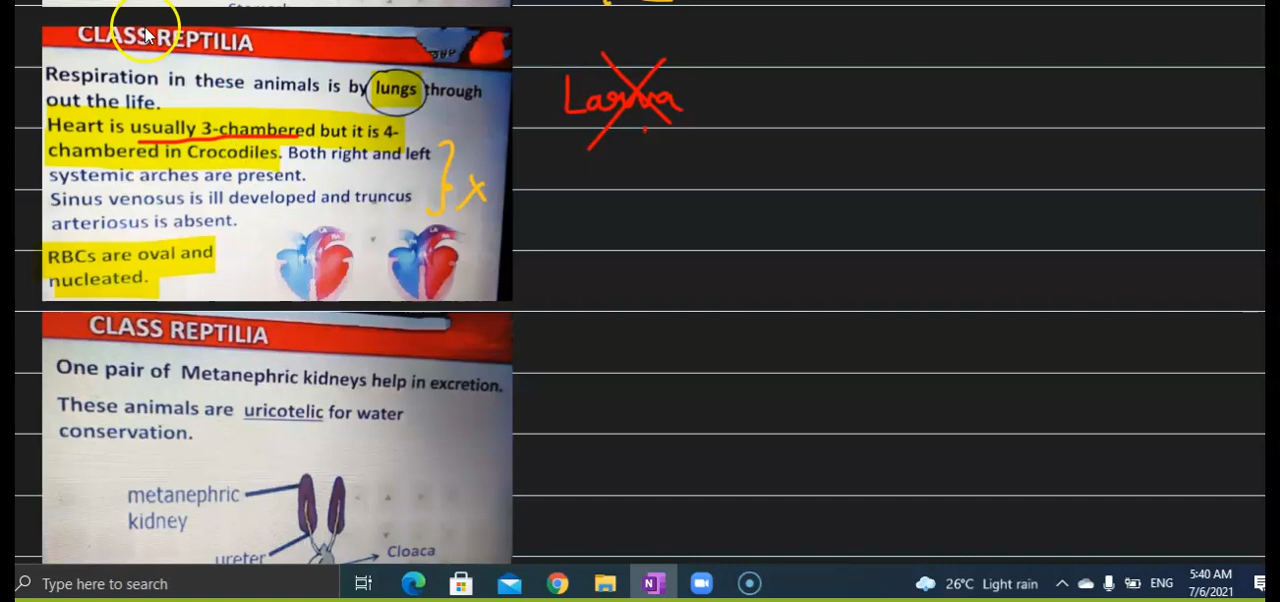 CLASS REPTILIA
Respiration in these animals is by lungs through
out the life.
Heart is usually 3-chambered but it is 4-
chambered in Crocodiles. Both right and left
systemic arches are present.
Sinus venosus is ill developed and truncus
arteriosus is absent.
RBCs are oval and
nucleated.
x
CLASS REPTILIA
One pair of Metanephric kidneys help in excretion.
These animals are uricotelic for water
conservation.
metanephric
kidney
ureter
Cloaca
Type here to search
26°C Light rain
ENG
5:40 AM
7/6/2021